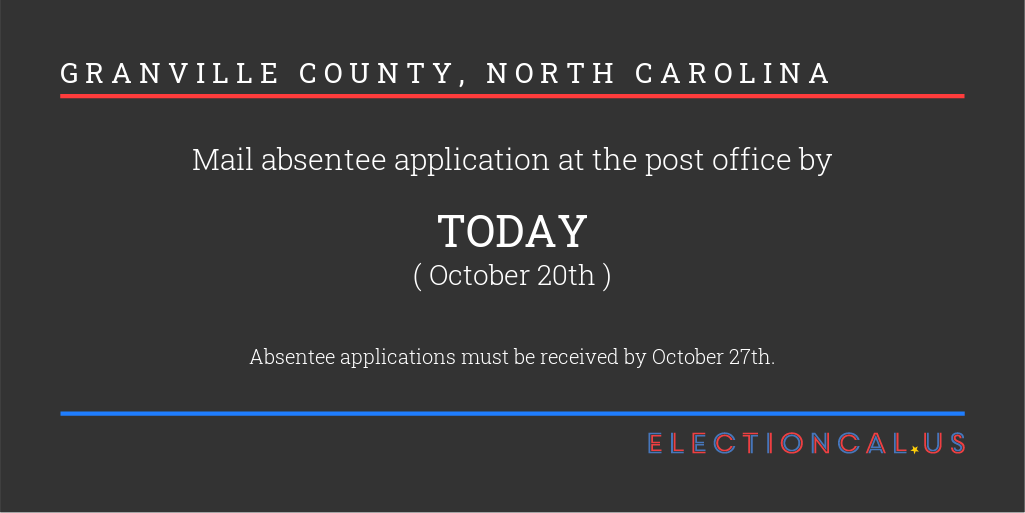 GRANVILLE COUNTY, NORTH CAROLINA
Mail absentee application at the post office by
TODAY
( October 20th )
Absentee applications must be received by October 27th.
ELECTIONCAL.US